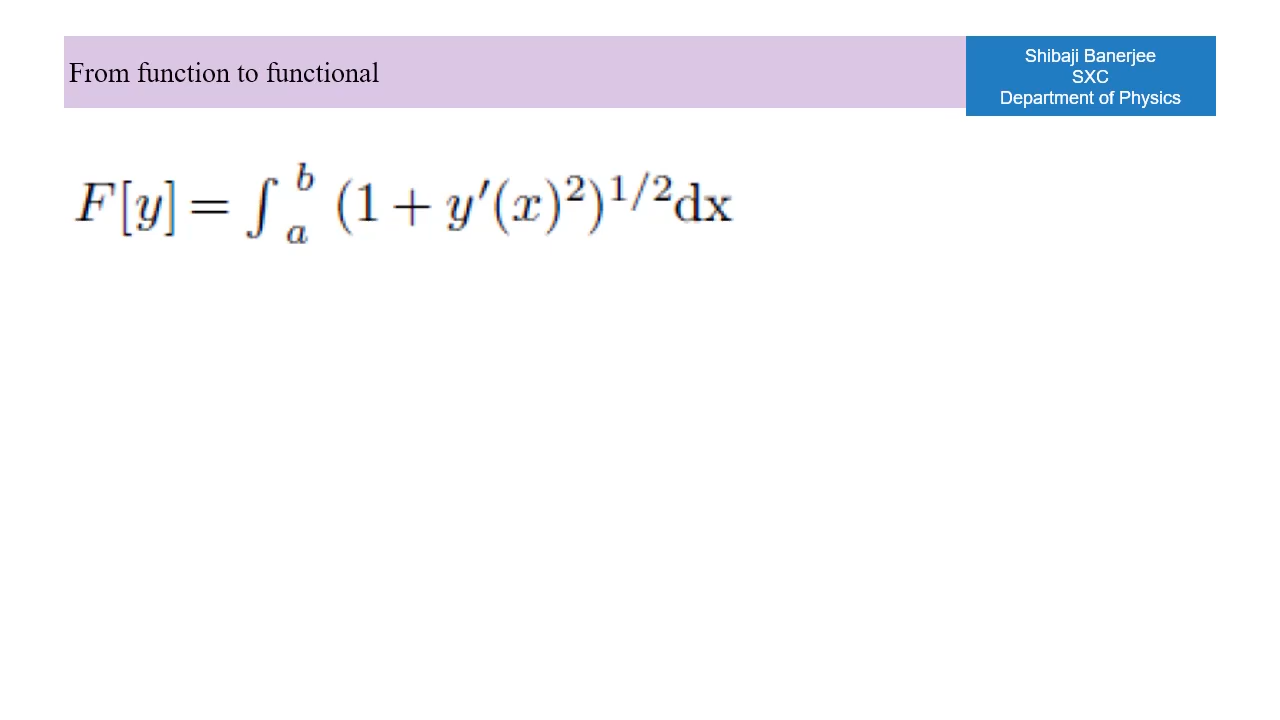 From function to functional
Shibaji Banerjee
SXC
Department of Physics
F[y] = ∫_a^b (1 + y′(x)²)^{1/2}dx